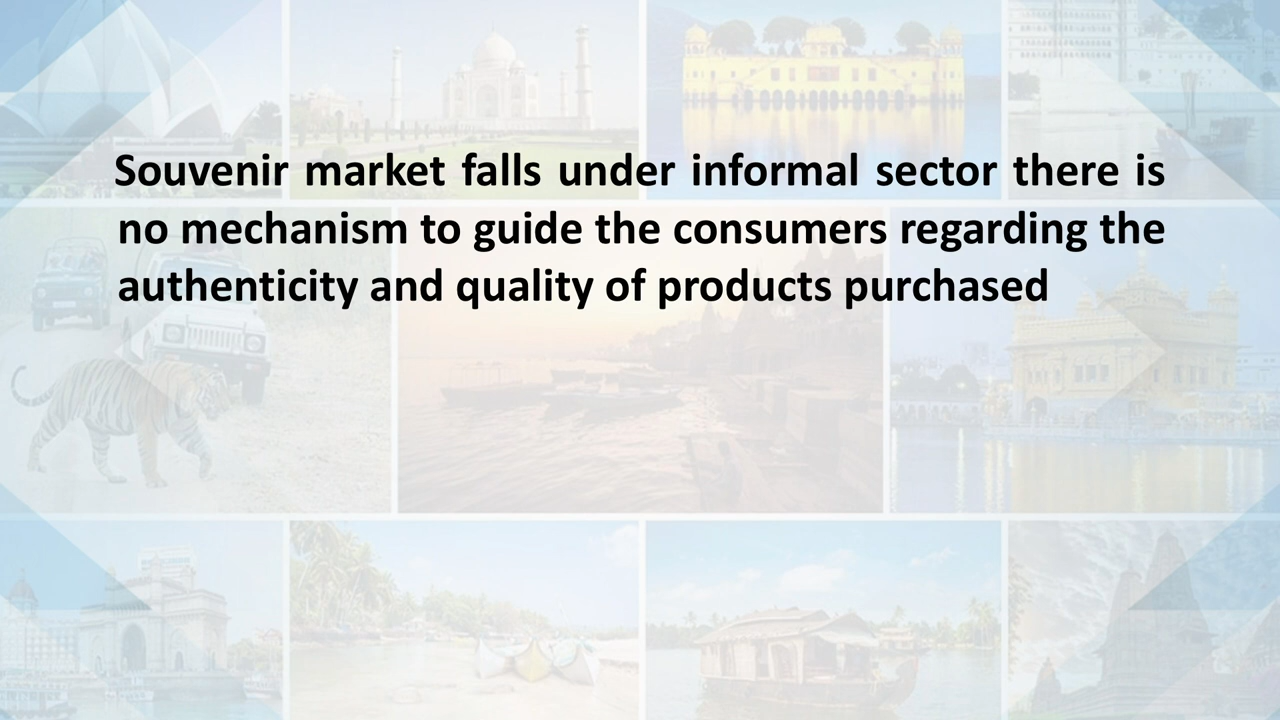 Souvenir market falls under informal sector there is
no mechanism to guide the consumers regarding the
authenticity and quality of products purchased